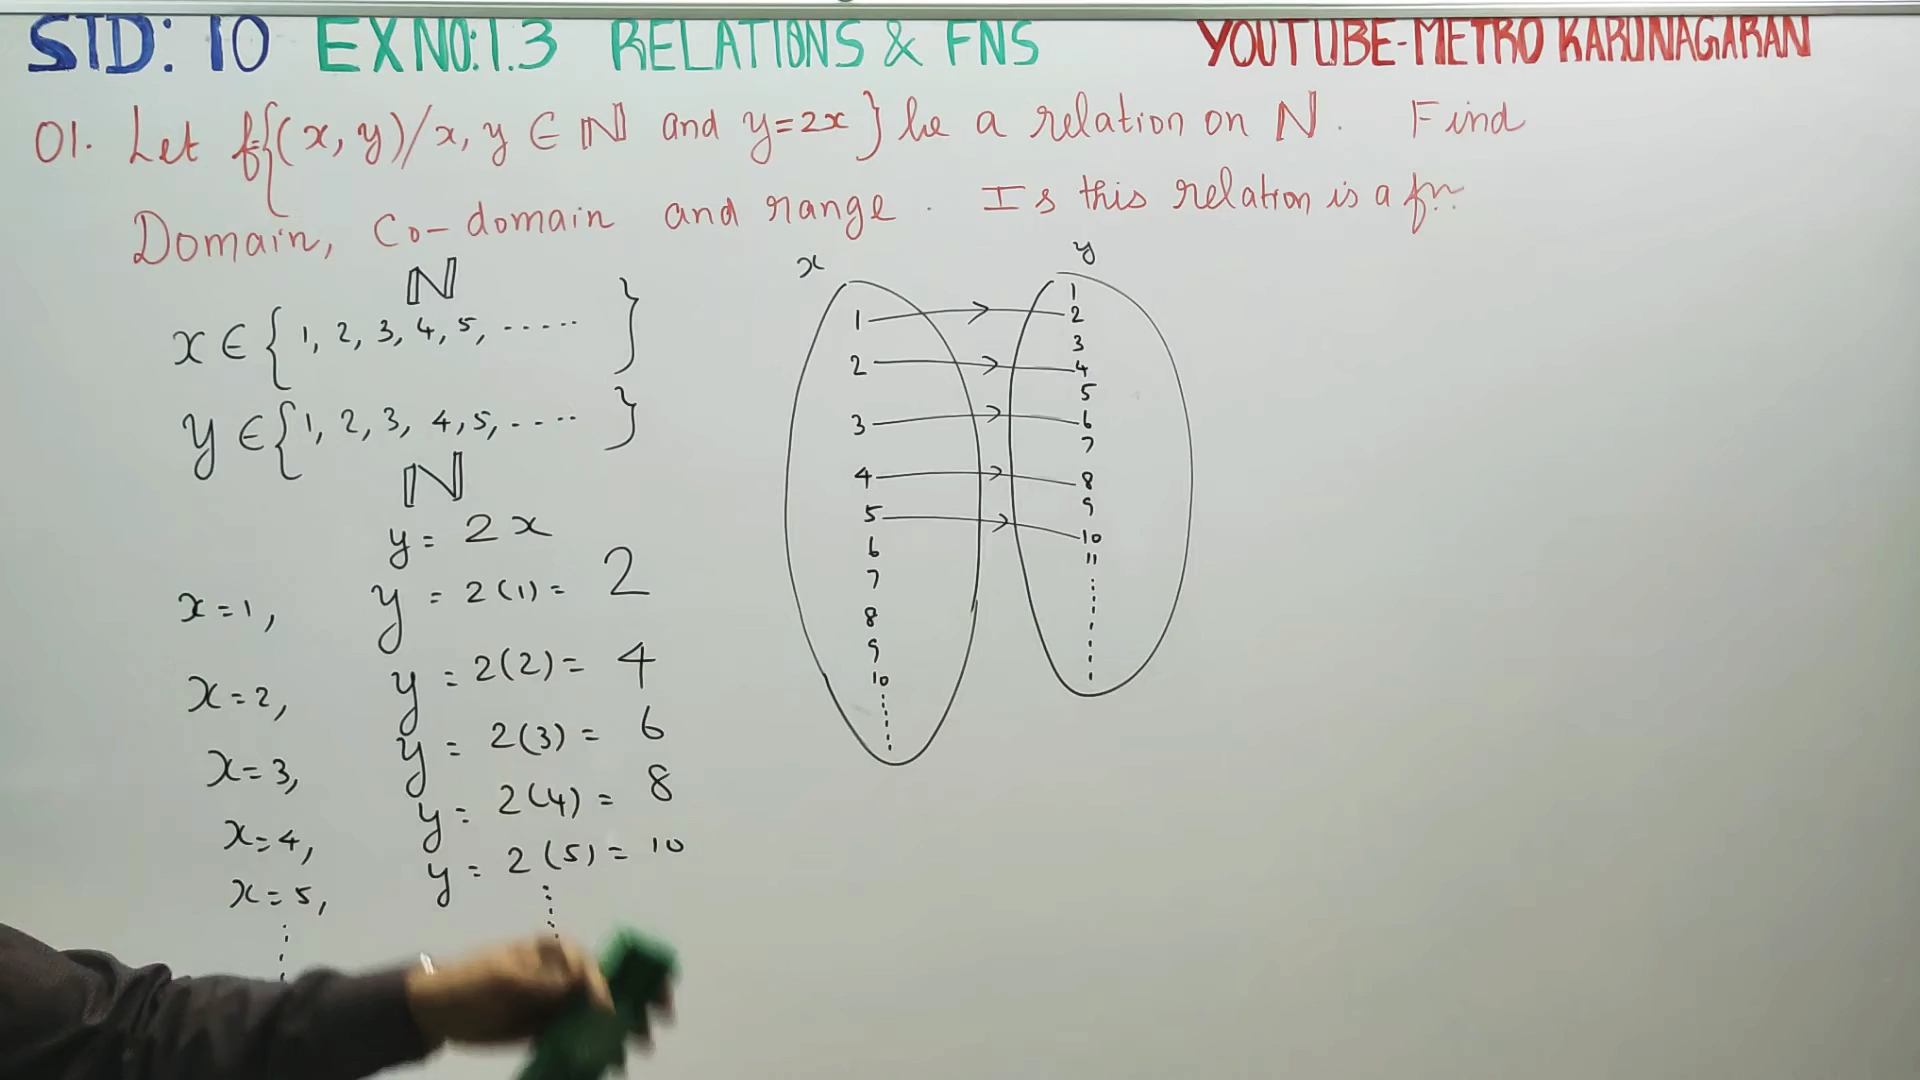 STD: 10 EX NO:1.3 RELATIONS & FNS YOUTUBE-METRO KARUNAGARAN
01. Let f={(x, y)/x, y ∈ ℕ and y=2x} be a relation on N. Find
Domain, Co-domain and range. Is this relation is a fn.
ℕ
x ∈ { 1, 2, 3, 4, 5, ..... }
y ∈ {1, 2, 3, 4, 5, .... }
ℕ
y = 2x
x=1, y = 2(1) = 2
x=2, y = 2(2) = 4
x=3, y = 2(3) = 6
x=4, y = 2(4) = 8
x=5, y = 2(5) = 10
x
1
2
3
4
5
6
7
8
9
10
y
1
2
3
4
5
6
7
8
9
10
11